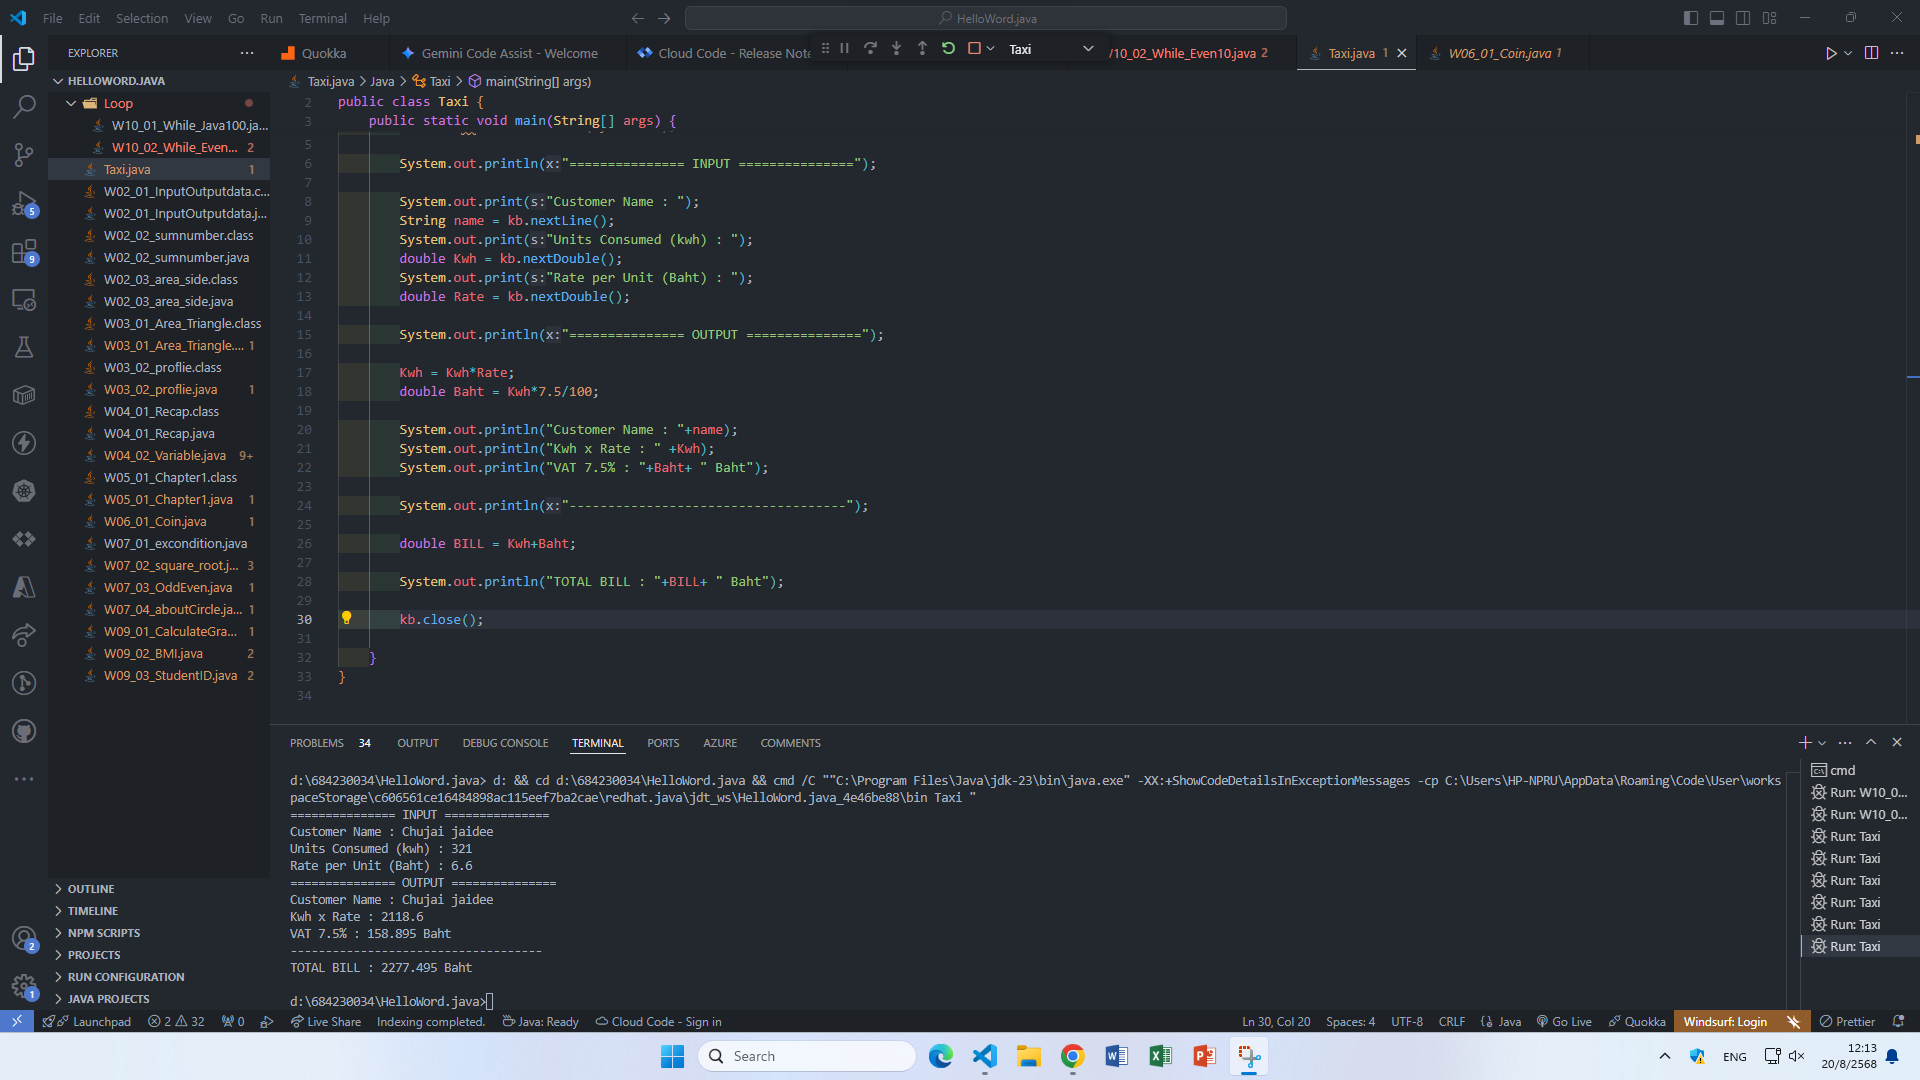 File Edit Selection View Go Run Terminal Help
HelloWord.java
EXPLORER
Quokka
Gemini Code Assist - Welcome
Cloud Code - Release Note
Taxi
10_02_While_Even10.java 2
Taxi.java 1
W06_01_Coin.java 1
HELLOWORD.JAVA
Loop
W10_01_While_Java100.ja...
W10_02_While_Even... 2
Taxi.java 1
W02_01_InputOutputdata.c...
W02_01_InputOutputdata.j...
W02_02_sumnumber.class
W02_02_sumnumber.java
W02_03_area_side.class
W02_03_area_side.java
W03_01_Area_Triangle.class
W03_01_Area_Triangle.... 1
W03_02_proflie.class
W03_02_proflie.java 1
W04_01_Recap.class
W04_01_Recap.java
W04_02_Variable.java 9+
W05_01_Chapter1.class
W05_01_Chapter1.java 1
W06_01_Coin.java 1
W07_01_excondition.java
W07_02_square_root.j... 3
W07_03_OddEven.java 1
W07_04_aboutCircle.ja... 1
W09_01_CalculateGra... 1
W09_02_BMI.java 2
W09_03_StudentID.java 2
OUTLINE
TIMELINE
NPM SCRIPTS
PROJECTS
RUN CONFIGURATION
JAVA PROJECTS
5
9
2
1
Taxi.java > Java > Taxi > main(String[] args)
2 public class Taxi {
3 public static void main(String[] args) {
5
6 System.out.println(x:"=============== INPUT ===============");
7
8 System.out.print(s:"Customer Name : ");
9 String name = kb.nextLine();
10 System.out.print(s:"Units Consumed (kwh) : ");
11 double Kwh = kb.nextDouble();
12 System.out.print(s:"Rate per Unit (Baht) : ");
13 double Rate = kb.nextDouble();
14
15 System.out.println(x:"=============== OUTPUT ===============");
16
17 Kwh = Kwh*Rate;
18 double Baht = Kwh*7.5/100;
19
20 System.out.println("Customer Name : "+name);
21 System.out.println("Kwh x Rate : " +Kwh);
22 System.out.println("VAT 7.5% : "+Baht+ " Baht");
23
24 System.out.println(x:"------------------------------------");
25
26 double BILL = Kwh+Baht;
27
28 System.out.println("TOTAL BILL : "+BILL+ " Baht");
29
30 kb.close();
31
32 }
33 }
34
PROBLEMS 34 OUTPUT DEBUG CONSOLE TERMINAL PORTS AZURE COMMENTS
d:\684230034\HelloWord.java> d: && cd d:\684230034\HelloWord.java && cmd /C ""C:\Program Files\Java\jdk-23\bin\java.exe" -XX:+ShowCodeDetailsInExceptionMessages -cp C:\Users\HP-NPRU\AppData\Roaming\Code\User\works
paceStorage\c606561ce16484898ac115eef7ba2cae\redhat.java\jdt_ws\HelloWord.java_4e46be88\bin Taxi "
=============== INPUT ===============
Customer Name : Chujai jaidee
Units Consumed (kwh) : 321
Rate per Unit (Baht) : 6.6
=============== OUTPUT ===============
Customer Name : Chujai jaidee
Kwh x Rate : 2118.6
VAT 7.5% : 158.895 Baht
------------------------------------
TOTAL BILL : 2277.495 Baht
d:\684230034\HelloWord.java>
cmd
Run: W10_0...
Run: W10_0...
Run: Taxi
Run: Taxi
Run: Taxi
Run: Taxi
Run: Taxi
Run: Taxi
Launchpad 2 32 0 Live Share Indexing completed. Java: Ready Cloud Code - Sign in
Ln 30, Col 20 Spaces: 4 UTF-8 CRLF {} Java Go Live Quokka Windsurf: Login Prettier
Search
ENG
12:13
20/8/2568